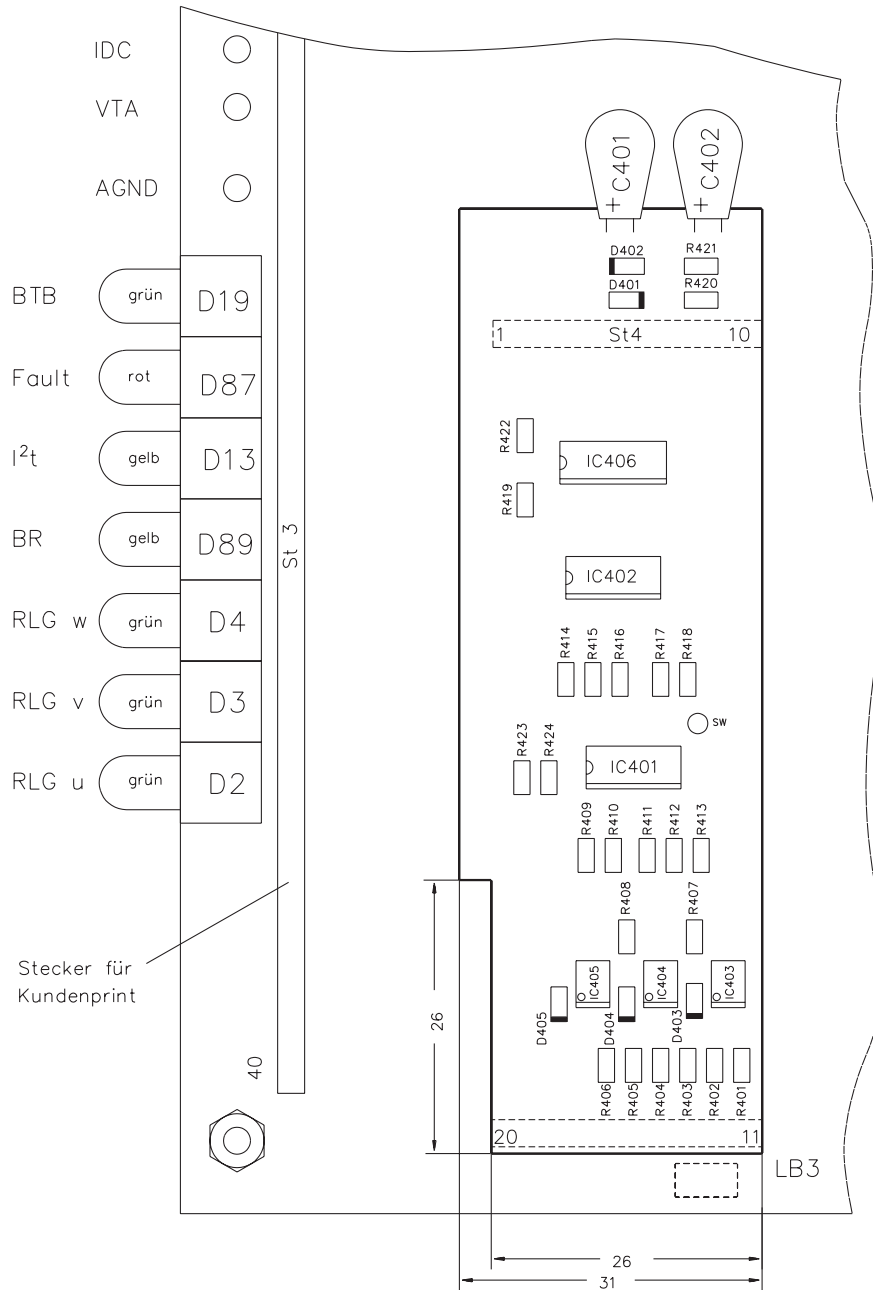 IDC
VTA
AGND
C401
+
C402
+
D402
R421
D401
R420
BTB
grün
D19
1
St4
10
Fault
rot
D87
I²t
gelb
D13
R422
IC406
R419
BR
gelb
D89
St 3
IC402
RLG w
grün
D4
R414
R415
R416
R417
R418
RLG v
grün
D3
SW
R423
R424
IC401
RLG u
grün
D2
R409
R410
R411
R412
R413
R408
R407
Stecker für
Kundenprint
IC405
IC404
IC403
26
D405
D404
D403
40
R406
R405
R404
R403
R402
R401
20
11
LB3
26
31